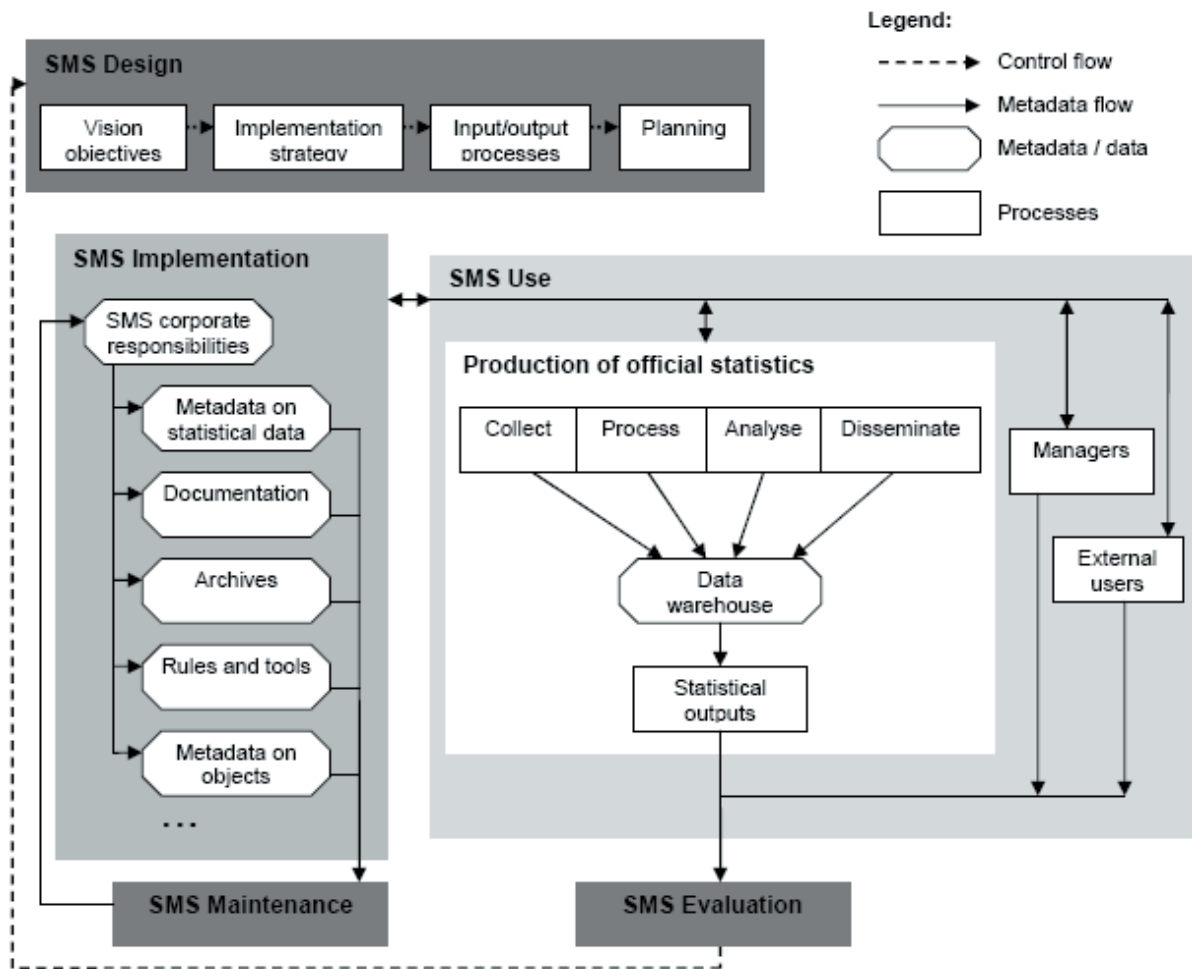 Legend:
Control flow
Metadata flow
Metadata / data
Processes
SMS Design
Vision
objectives
Implementation
strategy
Input/output
processes
Planning
SMS Implementation
SMS corporate
responsibilities
Metadata on
statistical data
Documentation
Archives
Rules and tools
Metadata on
objects
. . .
SMS Use
Production of official statistics
Collect
Process
Analyse
Disseminate
Data
warehouse
Statistical
outputs
Managers
External
users
SMS Maintenance
SMS Evaluation